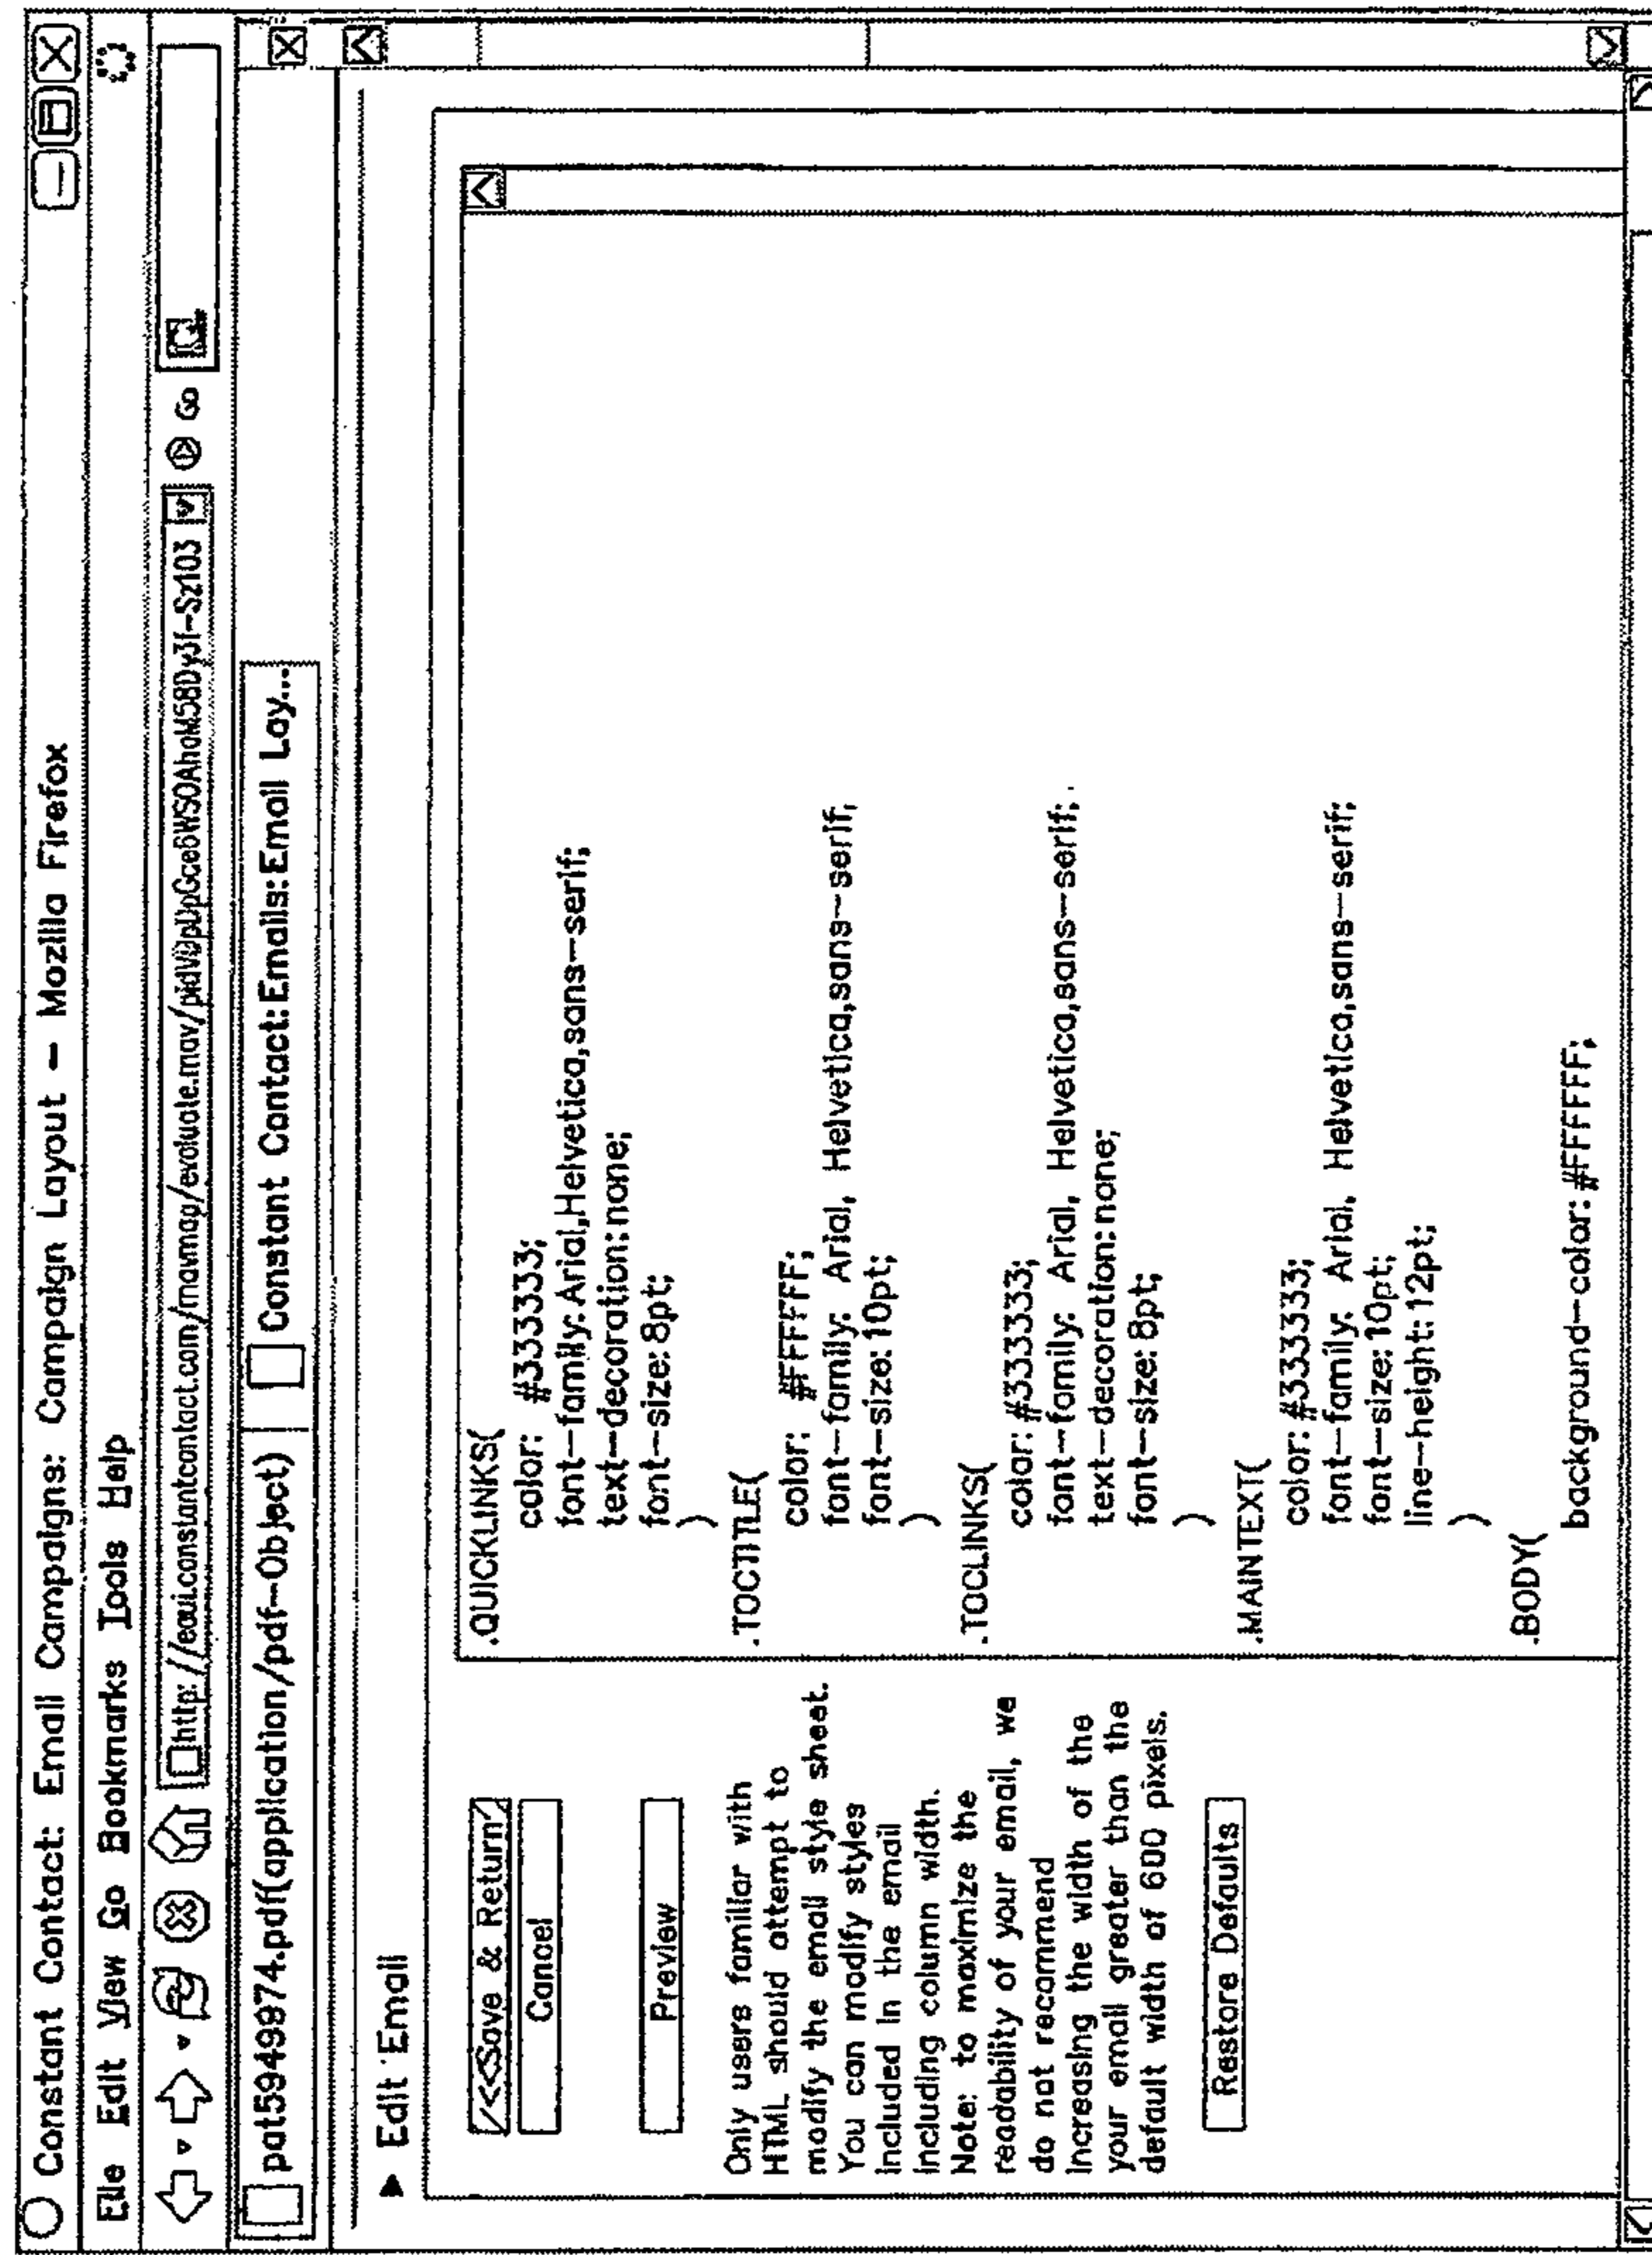 Constant Contact: Email Campaigns: Campaign Layout - Mozilla Firefox
File Edit View Go Bookmarks Tools Help
Go
pat5949874.pdf(application/pdf-Object)
Constant Contact:Emails:Email Lay...
Edit Email
<<Save & Return
Cancel
Preview
Only users familiar with
HTML should attempt to
modify the email style sheet.
You can modify styles
included in the email
including column width.
Note: to maximize the
readability of your email, we
do not recommend
increasing the width of the
your email greater than the
default width of 600 pixels.
Restore Defaults
.QUICKLINKS(
color: #333333;
font-family: Arial,Helvetica,sans-serif;
text-decoration:none;
font-size: 8pt;
)
.TOCTITLE(
color: #FFFFFF;
font-family: Arial, Helvetica,sans-serif;
font-size: 10pt;
)
.TOCLINKS(
color: #333333;
font-family: Arial, Helvetica,sans-serif;
text-decoration:none;
font-size: 8pt;
)
.MAINTEXT(
color: #333333;
font-family: Arial, Helvetica,sans-serif;
font-size: 10pt;
line-height: 12pt;
)
.BODY(
background-color: #FFFFFF;